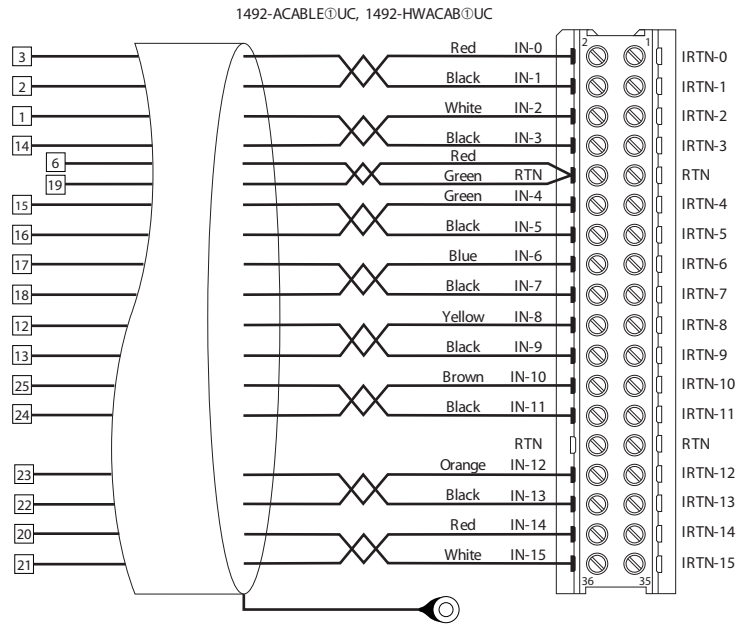 1492-ACABLE①UC, 1492-HWACAB①UC
2 1
3 Red IN-0 IRTN-0
2 Black IN-1 IRTN-1
1 White IN-2 IRTN-2
14 Black IN-3 IRTN-3
6 Red
19 Green RTN RTN
15 Green IN-4 IRTN-4
16 Black IN-5 IRTN-5
17 Blue IN-6 IRTN-6
18 Black IN-7 IRTN-7
12 Yellow IN-8 IRTN-8
13 Black IN-9 IRTN-9
25 Brown IN-10 IRTN-10
24 Black IN-11 IRTN-11
RTN RTN
23 Orange IN-12 IRTN-12
22 Black IN-13 IRTN-13
20 Red IN-14 IRTN-14
21 White IN-15 IRTN-15
36 35